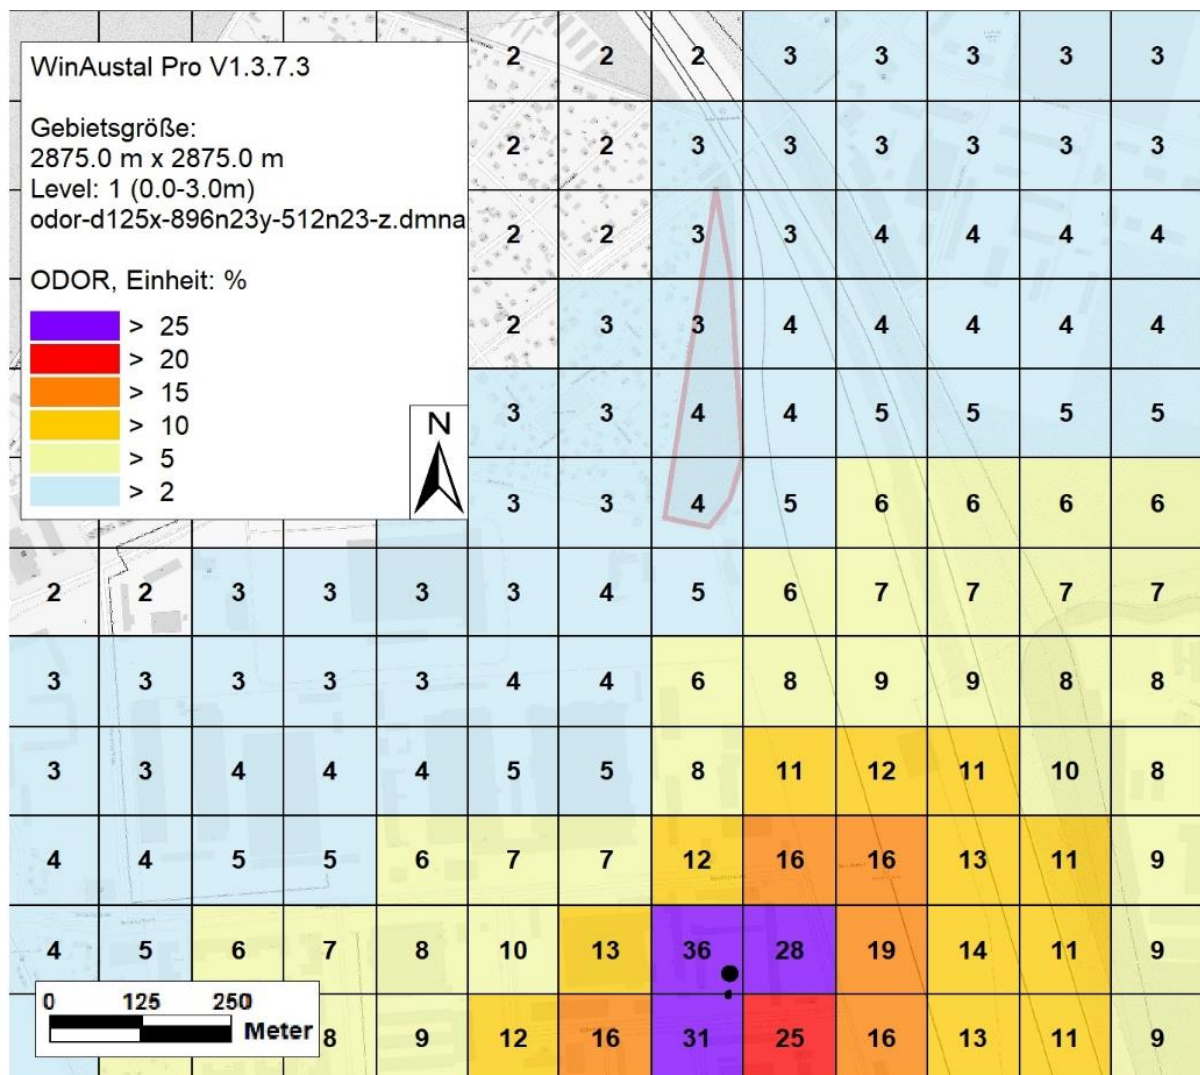 WinAustal Pro V1.3.7.3
Gebietsgröße:
2875.0 m x 2875.0 m
Level: 1 (0.0-3.0m)
odor-d125x-896n23y-512n23-z.dmna
ODOR, Einheit: %
> 25
> 20
> 15
> 10
> 5
> 2
N
2 2 2 3 3 3 3 3
2 2 3 3 3 3 3 3
2 2 3 3 4 4 4 4
2 3 3 4 4 4 4 4
3 3 4 4 5 5 5 5
3 3 4 5 6 6 6 6
2 2 3 3 3 3 4 5 6 7 7 7 7
3 3 3 3 3 4 4 6 8 9 9 8 8
3 3 4 4 4 5 5 8 11 12 11 10 8
4 4 5 5 6 7 7 12 16 16 13 11 9
4 5 6 7 8 10 13 36 28 19 14 11 9
8 9 12 16 31 25 16 13 11 9
0 125 250
Meter